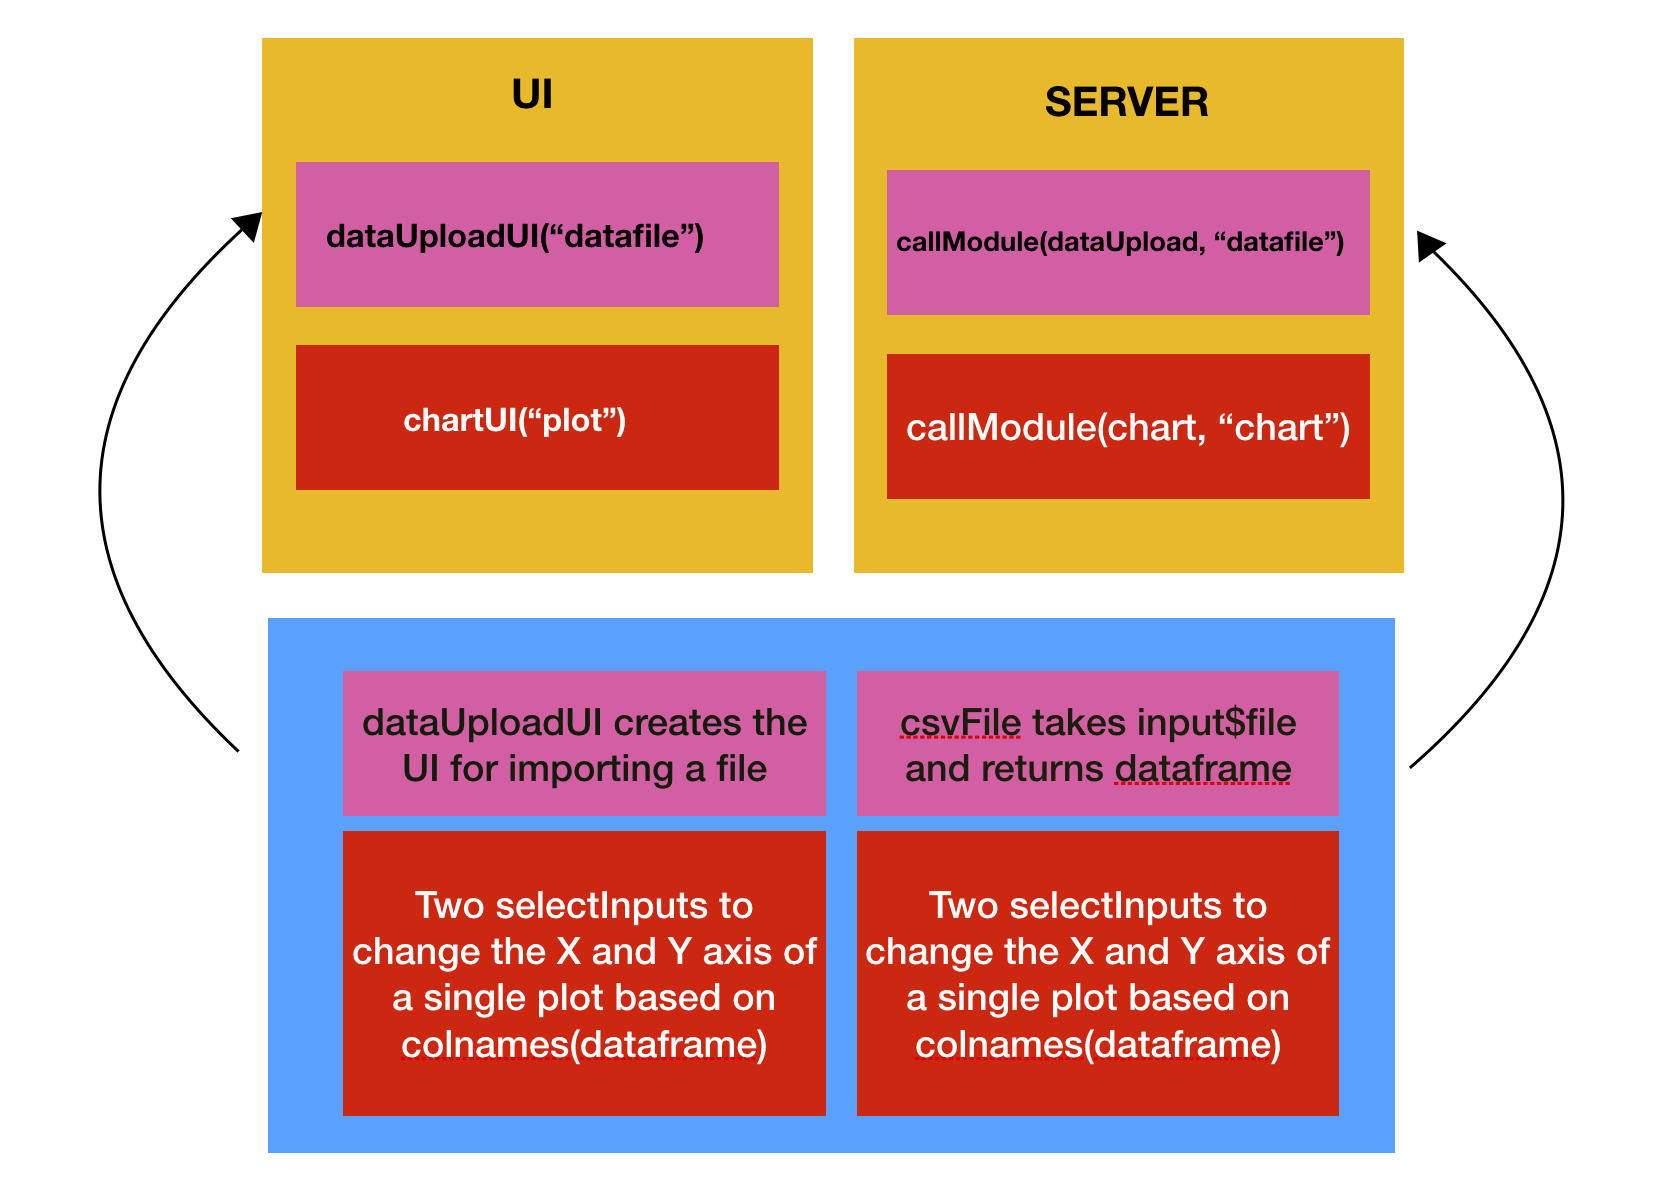 UI
dataUploadUI(“datafile”)
chartUI(“plot”)
SERVER
callModule(dataUpload, “datafile”)
callModule(chart, “chart”)
dataUploadUI creates the
UI for importing a file
csvFile takes input$file
and returns dataframe
Two selectInputs to
change the X and Y axis of
a single plot based on
colnames(dataframe)
Two selectInputs to
change the X and Y axis of
a single plot based on
colnames(dataframe)